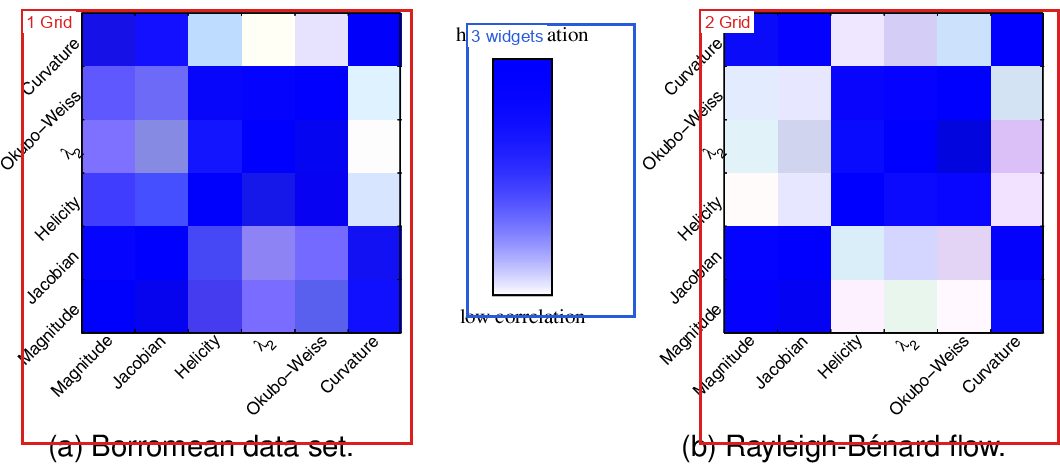 1 Grid
Curvature
Okubo–Weiss
λ2
Helicity
Jacobian
Magnitude
Magnitude
Jacobian
Helicity
λ2
Okubo–Weiss
Curvature
(a) Borromean data set.
3 widgets
low correlation
2 Grid
Curvature
Okubo–Weiss
λ2
Helicity
Jacobian
Magnitude
Magnitude
Jacobian
Helicity
λ2
Okubo–Weiss
Curvature
(b) Rayleigh-Bénard flow.